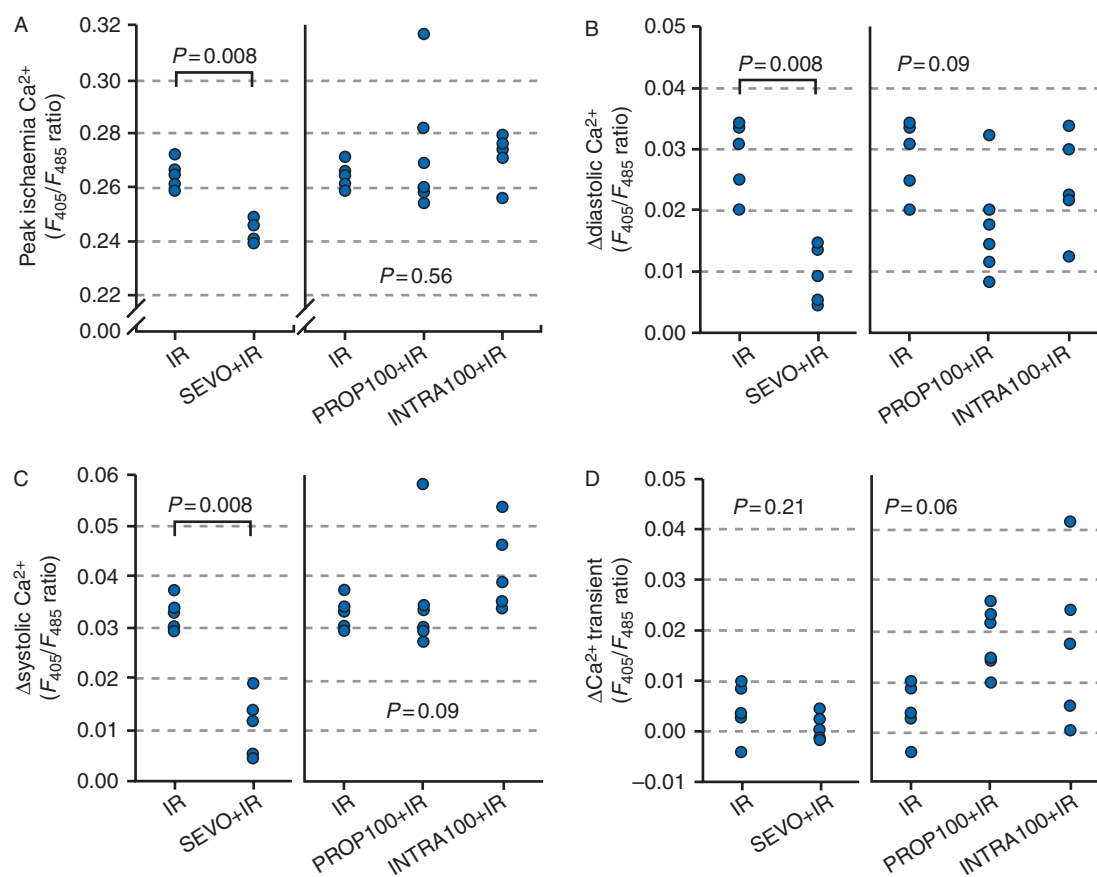 A
Peak ischaemia Ca²⁺
(F₄₀₅/F₄₈₅ ratio)
0.32
0.30
0.28
0.26
0.24
0.22
0.00
P=0.008
P=0.56
IR
SEVO+IR
IR
PROP100+IR
INTRA100+IR
B
Δdiastolic Ca²⁺
(F₄₀₅/F₄₈₅ ratio)
0.05
0.04
0.03
0.02
0.01
0.00
P=0.008
P=0.09
IR
SEVO+IR
IR
PROP100+IR
INTRA100+IR
C
Δsystolic Ca²⁺
(F₄₀₅/F₄₈₅ ratio)
0.06
0.05
0.04
0.03
0.02
0.01
0.00
P=0.008
P=0.09
IR
SEVO+IR
IR
PROP100+IR
INTRA100+IR
D
ΔCa²⁺ transient
(F₄₀₅/F₄₈₅ ratio)
0.05
0.04
0.03
0.02
0.01
0.00
−0.01
P=0.21
P=0.06
IR
SEVO+IR
IR
PROP100+IR
INTRA100+IR